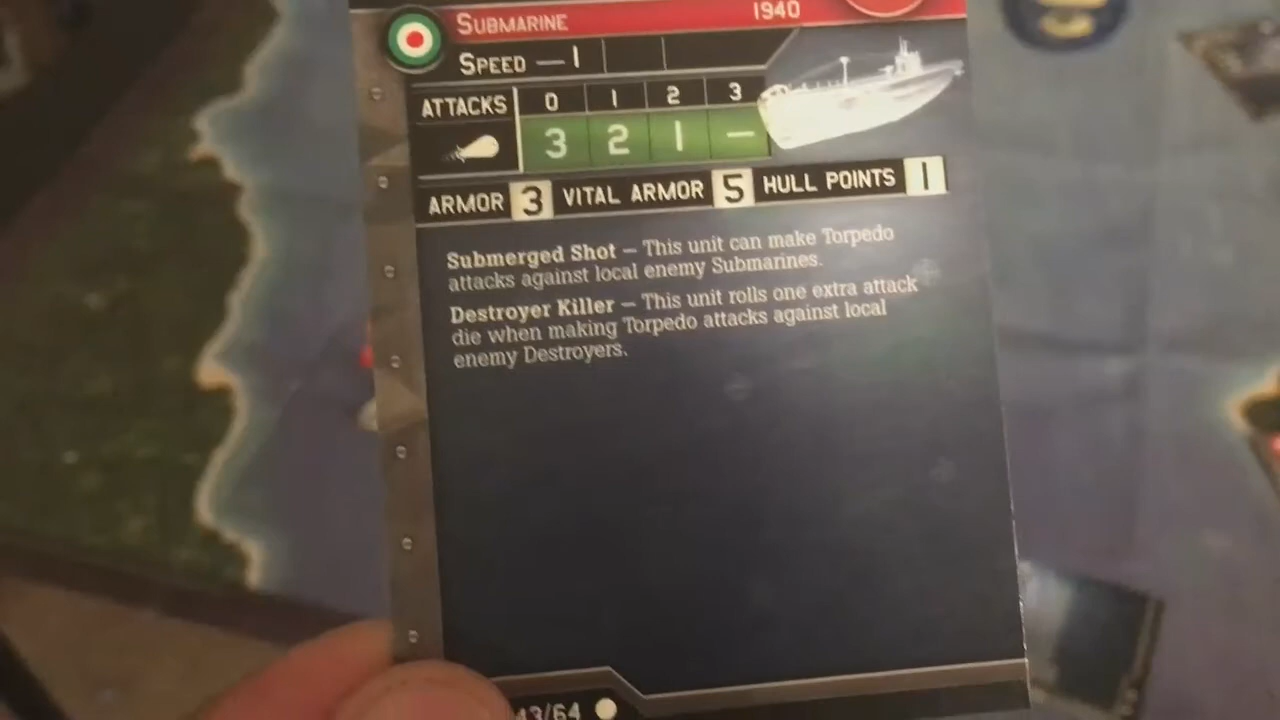 SUBMARINE 1940
SPEED — 1
ATTACKS 0 1 2 3
3 2 1 —
ARMOR 3 VITAL ARMOR 5 HULL POINTS 1
Submerged Shot — This unit can make Torpedo
attacks against local enemy Submarines.
Destroyer Killer — This unit rolls one extra attack
die when making Torpedo attacks against local
enemy Destroyers.
43/64